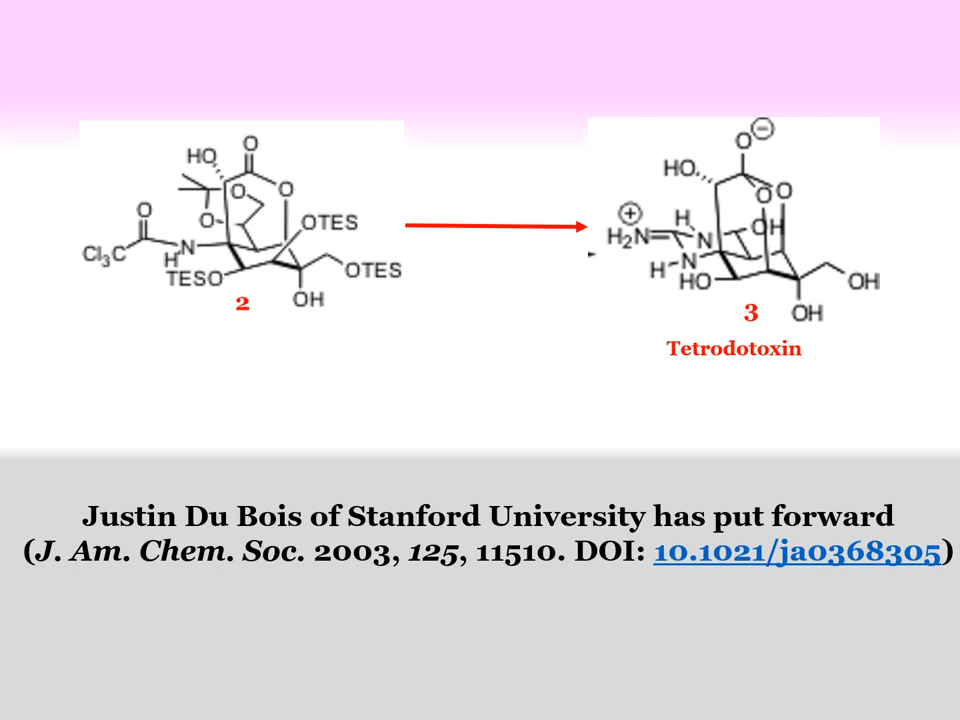 HO
O
O
O
O
O
OTES
Cl3C
N
H
TESO
OTES
OH
2
O⊖
HO
O
O
⊕
H2N
H
N
OH
H
N
HO
OH
OH
3
Tetrodotoxin
Justin Du Bois of Stanford University has put forward
(J. Am. Chem. Soc. 2003, 125, 11510. DOI: 10.1021/ja0368305)